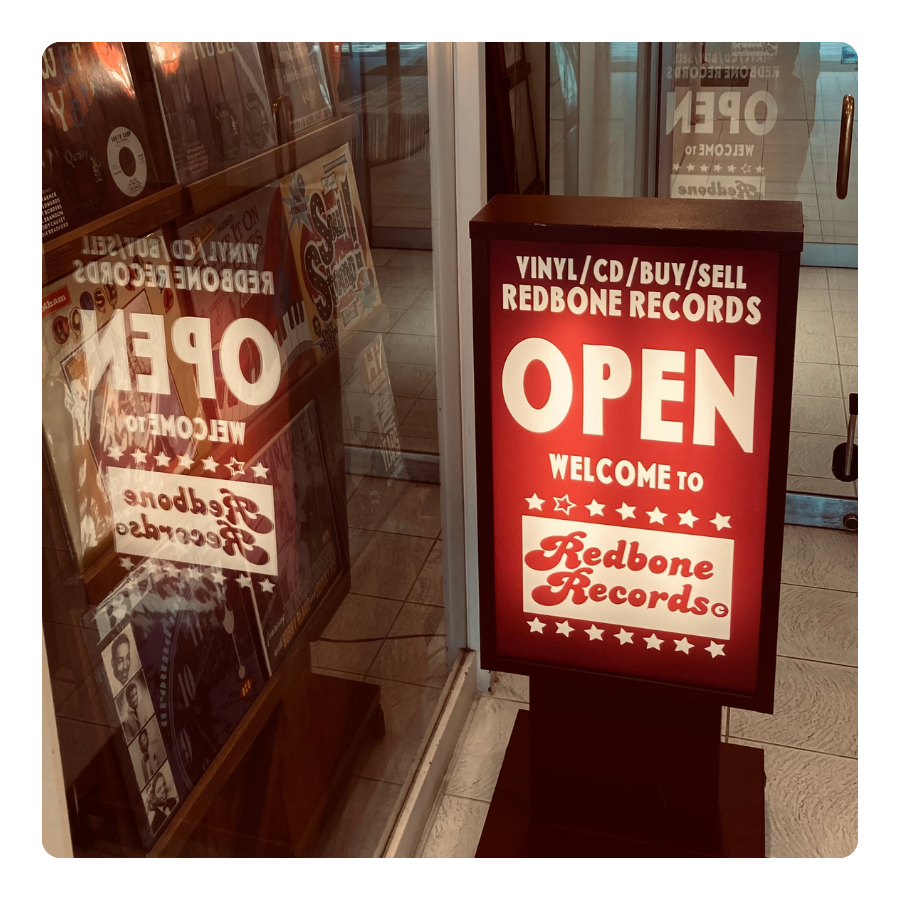 VINYL/CD/BUY/SELL
REDBONE RECORDS
OPEN
WELCOME TO
Redbone
Records